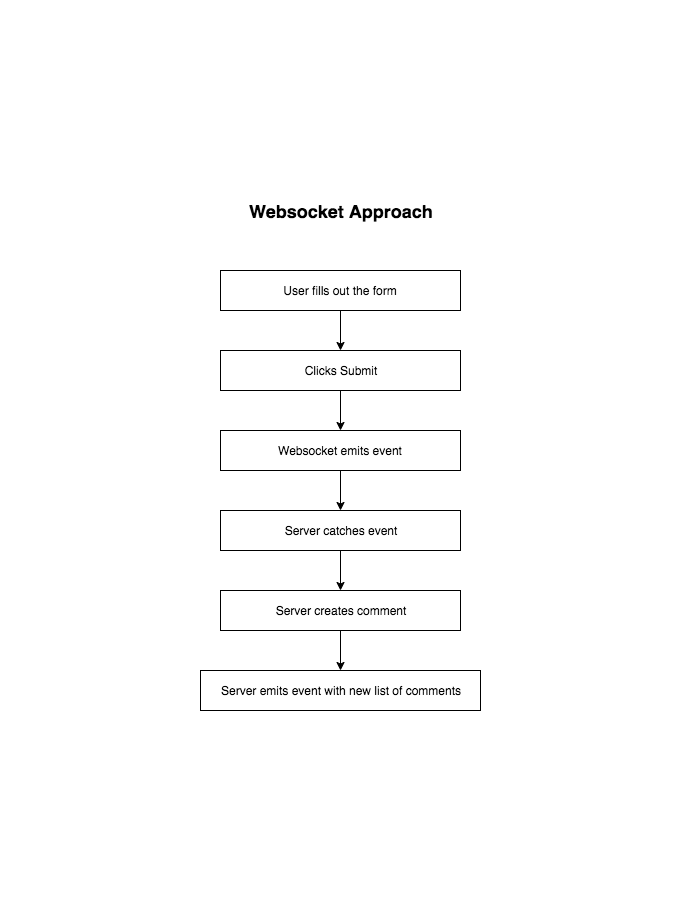 Websocket Approach
User fills out the form
Clicks Submit
Websocket emits event
Server catches event
Server creates comment
Server emits event with new list of comments